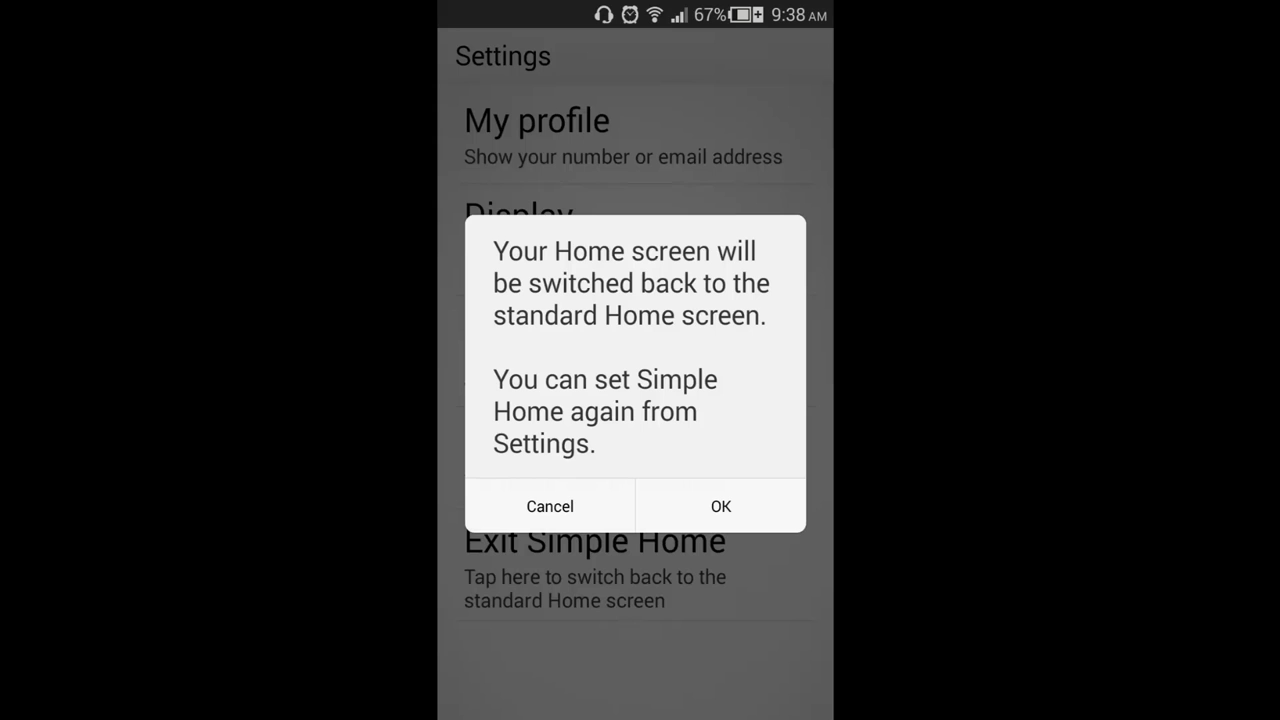 67% 9:38 AM
Settings
My profile
Show your number or email address
Display
Your Home screen will
be switched back to the
standard Home screen.
You can set Simple
Home again from
Settings.
Cancel OK
Exit Simple Home
Tap here to switch back to the
standard Home screen